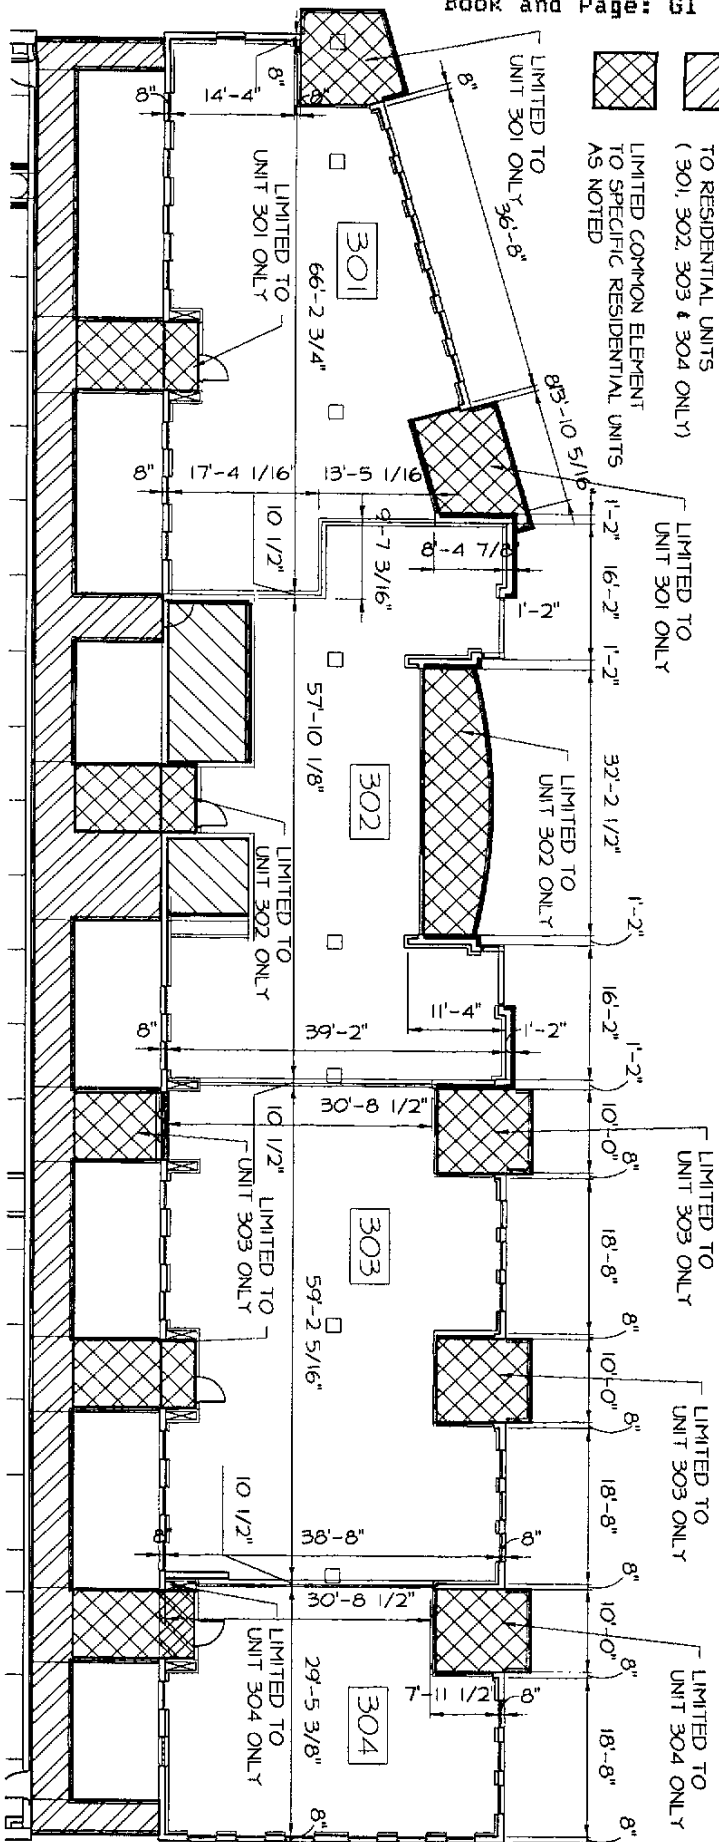 Book and Page: GI
TO RESIDENTIAL UNITS
( 301, 302, 303 & 304 ONLY)
LIMITED COMMON ELEMENT
TO SPECIFIC RESIDENTIAL UNITS
AS NOTED
LIMITED TO
UNIT 301 ONLY
8"
36'-8"
8"
13'-10 5/16"
LIMITED TO
UNIT 301 ONLY
8"
8"
14'-4"
8"
LIMITED TO
UNIT 301 ONLY
301
66'-2 3/4"
8"
17'-4 1/16"
13'-5 1/16"
10 1/2"
9'-7 3/16"
8'-4 7/8"
1'-2"
1'-2"
16'-2"
1'-2"
57'-10 1/8"
302
LIMITED TO
UNIT 302 ONLY
32'-2 1/2"
LIMITED TO
UNIT 302 ONLY
1'-2"
11'-4"
16'-2"
1'-2"
1'-2"
8"
39'-2"
10 1/2"
30'-8 1/2"
10'-0"
8"
LIMITED TO
UNIT 303 ONLY
LIMITED TO
UNIT 303 ONLY
303
59'-2 5/16"
18'-8"
8"
10'-0"
8"
LIMITED TO
UNIT 303 ONLY
18'-8"
8"
10 1/2"
8"
38'-8"
8"
30'-8 1/2"
10'-0"
8"
LIMITED TO
UNIT 304 ONLY
LIMITED TO
UNIT 304 ONLY
29'-5 3/8"
304
7'-11 1/2"
8"
18'-8"
8"
8"